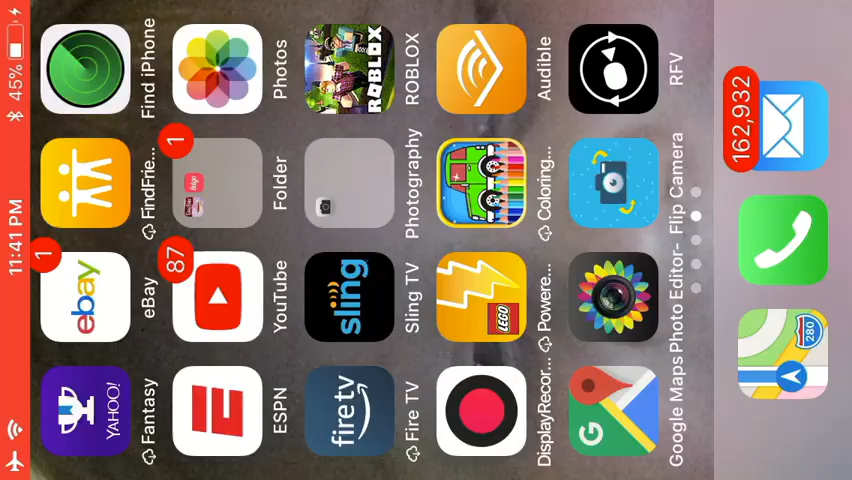 11:41 PM
45%
1
YAHOO!
ebay
Fantasy
eBay
FindFrie...
Find iPhone
87
1
ESPN
YouTube
Folder
Photos
fire tv
sling
ROBLOX
Fire TV
Sling TV
Photography
ROBLOX
LEGO
DisplayRecor...
Powere...
Coloring...
Audible
G
Google Maps
Photo Editor-
Flip Camera
RFV
280
162,932